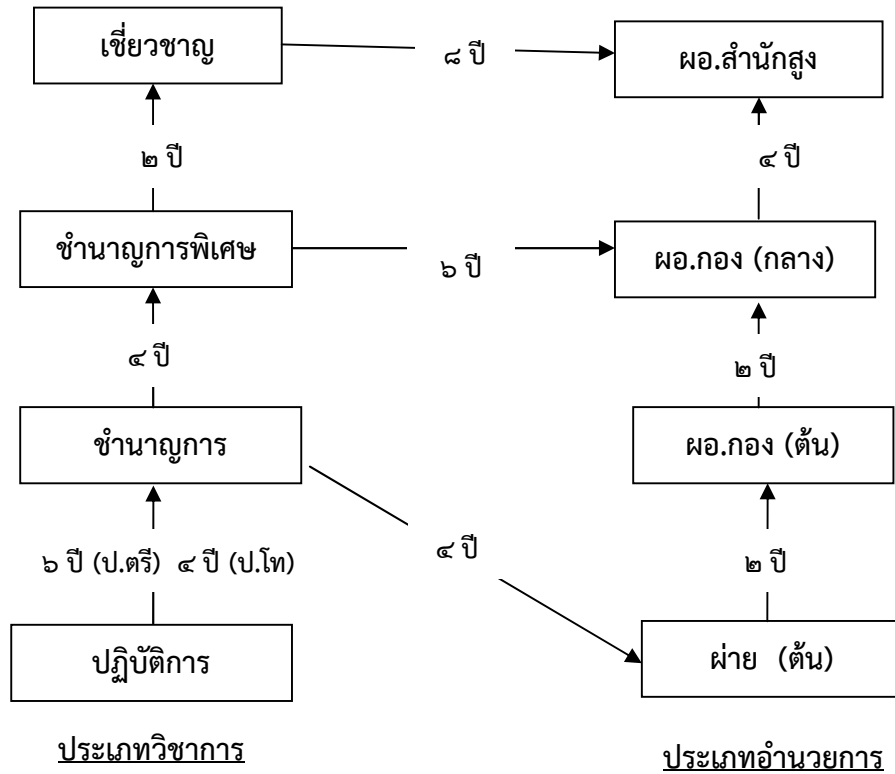 เชี่ยวชาญ
๘ ปี
ผอ.สำนักสูง
๒ ปี
๔ ปี
ชำนาญการพิเศษ
๖ ปี
ผอ.กอง (กลาง)
๔ ปี
๒ ปี
ชำนาญการ
ผอ.กอง (ต้น)
๖ ปี (ป.ตรี) ๔ ปี (ป.โท)
๔ ปี
๒ ปี
ปฏิบัติการ
ผ่าย (ต้น)
ประเภทวิชาการ
ประเภทอำนวยการ